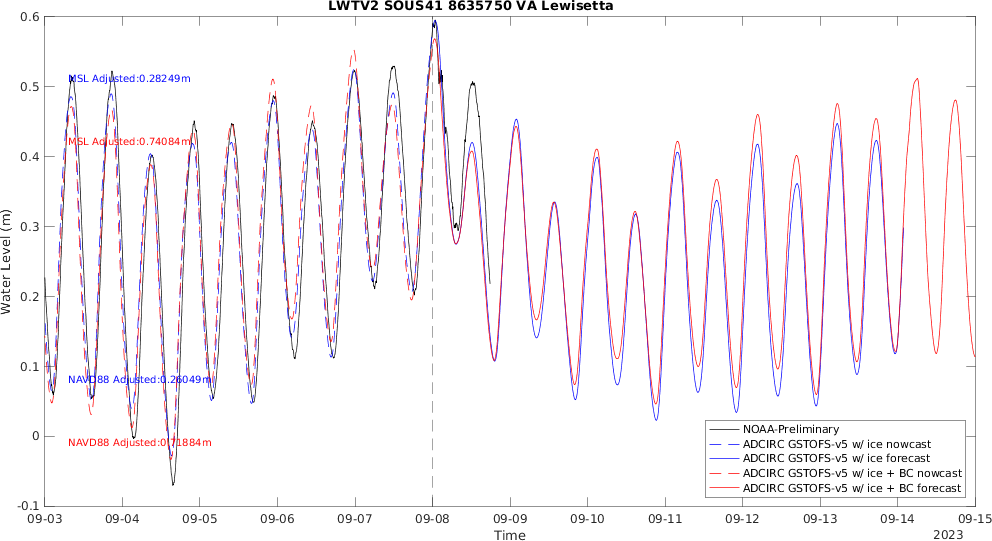 LWTV2 SOUS41 8635750 VA Lewisetta
0.6
0.5
0.4
0.3
0.2
0.1
0
-0.1
Water Level (m)
MSL Adjusted:0.28249m
MSL Adjusted:0.74084m
NAVD88 Adjusted:0.26049m
NAVD88 Adjusted:0.71884m
NOAA-Preliminary
ADCIRC GSTOFS-v5 w/ ice nowcast
ADCIRC GSTOFS-v5 w/ ice forecast
ADCIRC GSTOFS-v5 w/ ice + BC nowcast
ADCIRC GSTOFS-v5 w/ ice + BC forecast
09-03 09-04 09-05 09-06 09-07 09-08 09-09 09-10 09-11 09-12 09-13 09-14 09-15
Time
2023